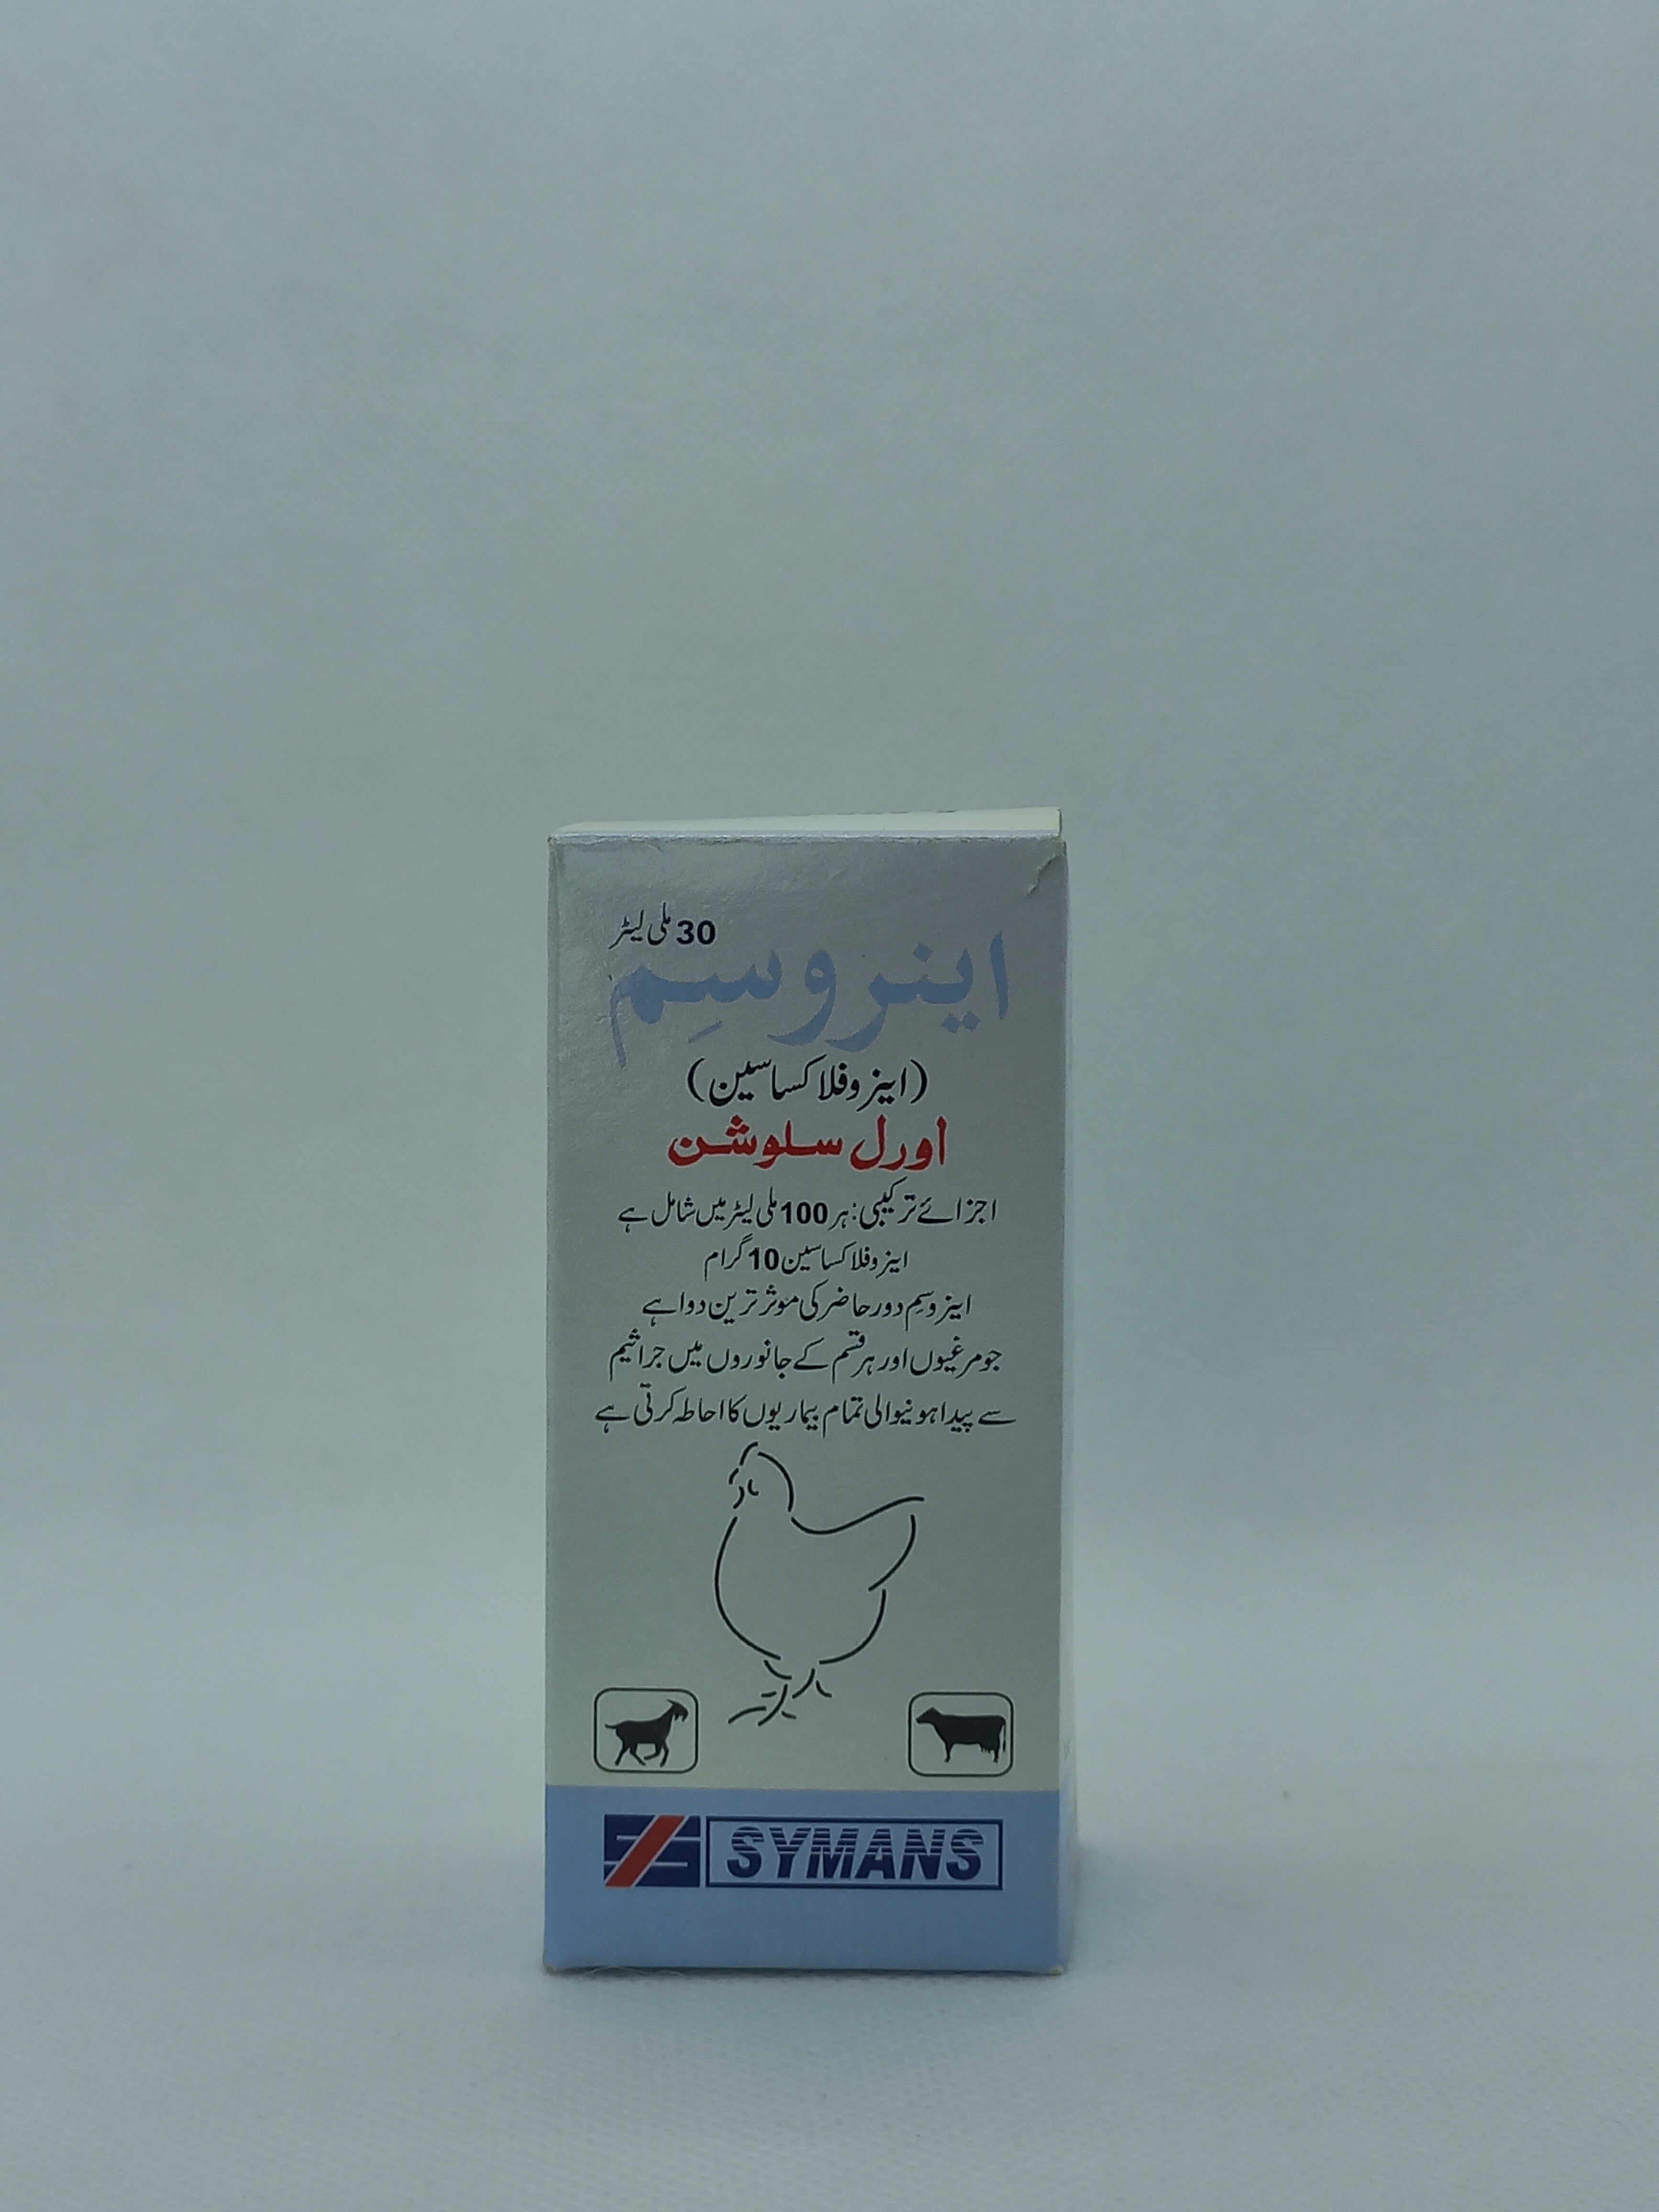 30 ملی لیٹر
اینروسِم
(اینروفلاکساسین)
اورل سلوشن
اجزائے ترکیبی: ہر 100 ملی لیٹر میں شامل ہے
اینروفلاکساسین 10 گرام
اینروسِم دور حاضر کی موٴثر ترین دوا ہے
جو مرغیوں اور ہر قسم کے جانوروں میں جراثیم
سے پیدا ہونیوالی تمام بیماریوں کا احاطہ کرتی ہے
SYMANS